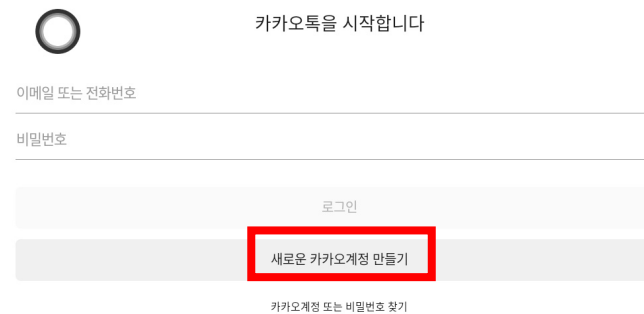 카카오톡을 시작합니다
이메일 또는 전화번호
비밀번호
로그인
새로운 카카오계정 만들기
카카오계정 또는 비밀번호 찾기